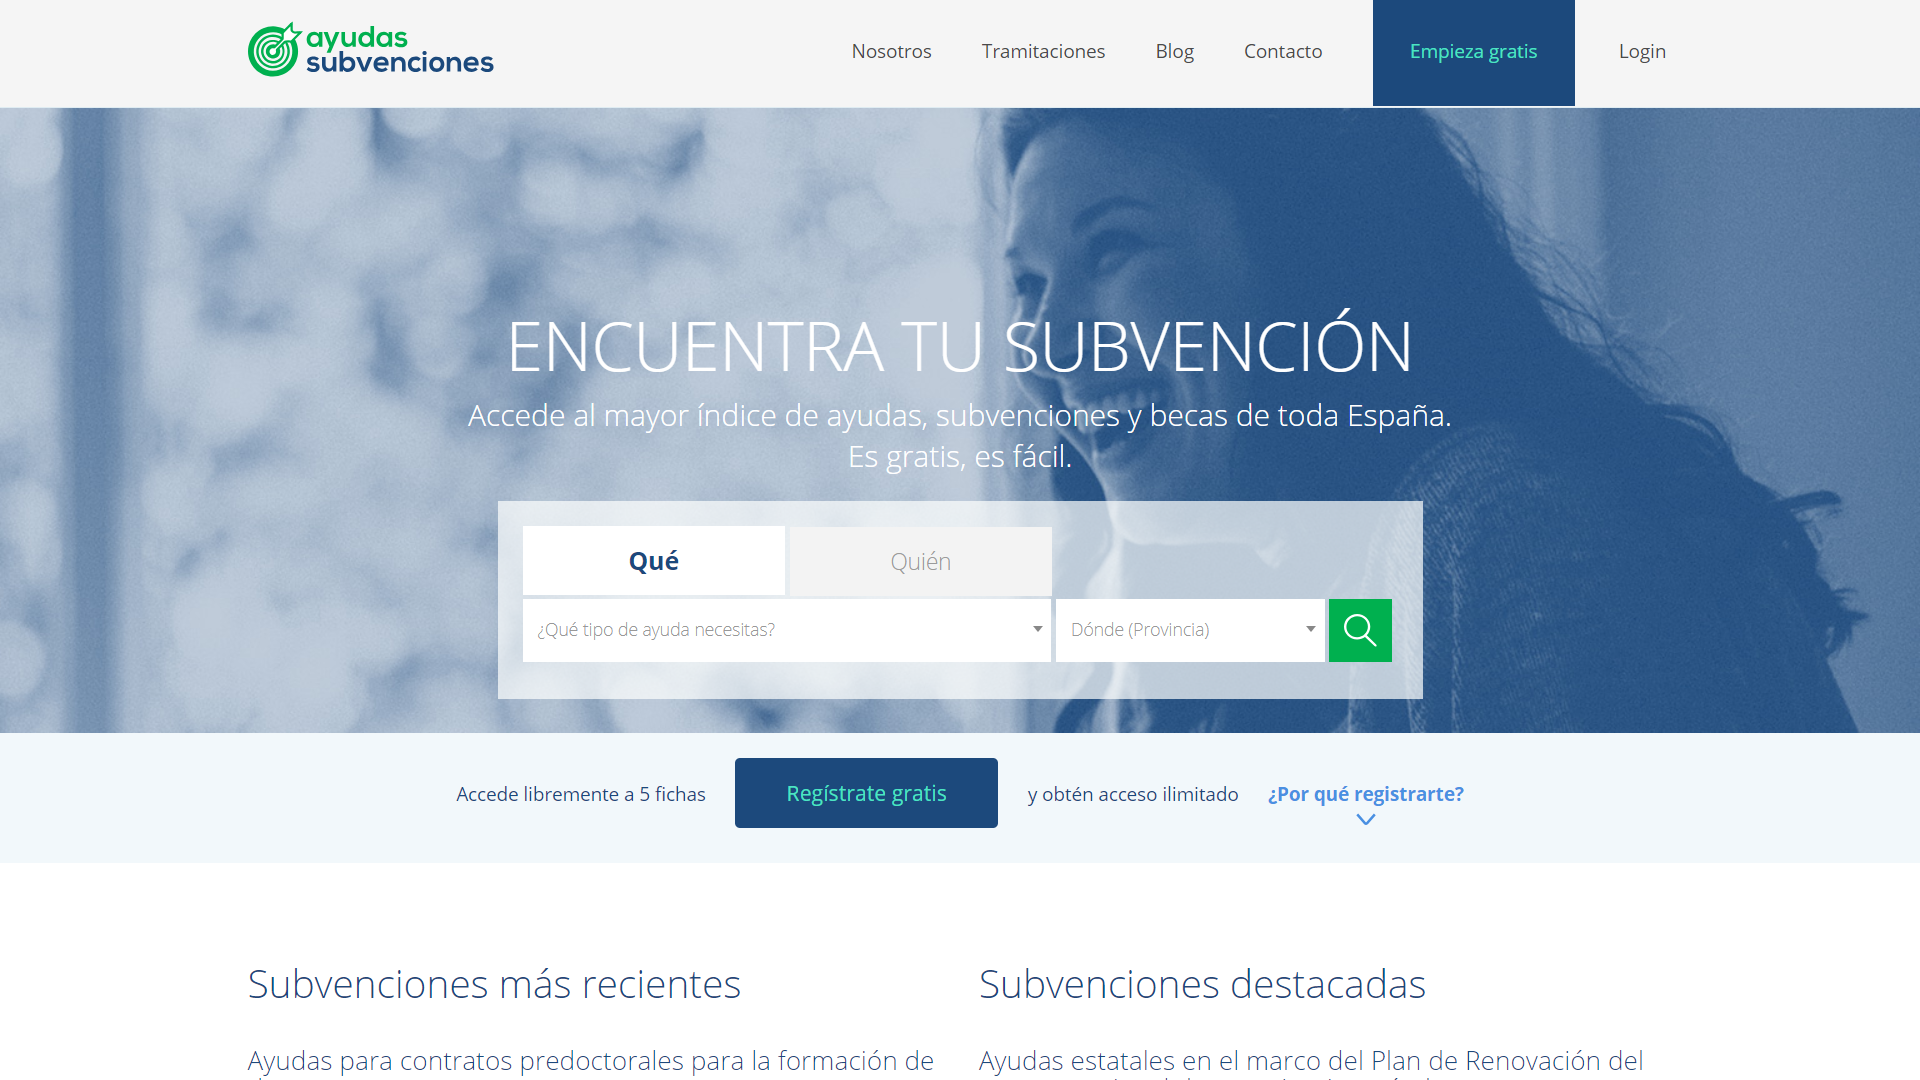 ayudas
subvenciones
Nosotros
Tramitaciones
Blog
Contacto
Empieza gratis
Login
ENCUENTRA TU SUBVENCIÓN
Accede al mayor índice de ayudas, subvenciones y becas de toda España.
Es gratis, es fácil.
Qué
Quién
¿Qué tipo de ayuda necesitas?
Dónde (Provincia)
Accede libremente a 5 fichas
Regístrate gratis
y obtén acceso ilimitado
¿Por qué registrarte?
Subvenciones más recientes
Subvenciones destacadas
Ayudas para contratos predoctorales para la formación de
Ayudas estatales en el marco del Plan de Renovación del